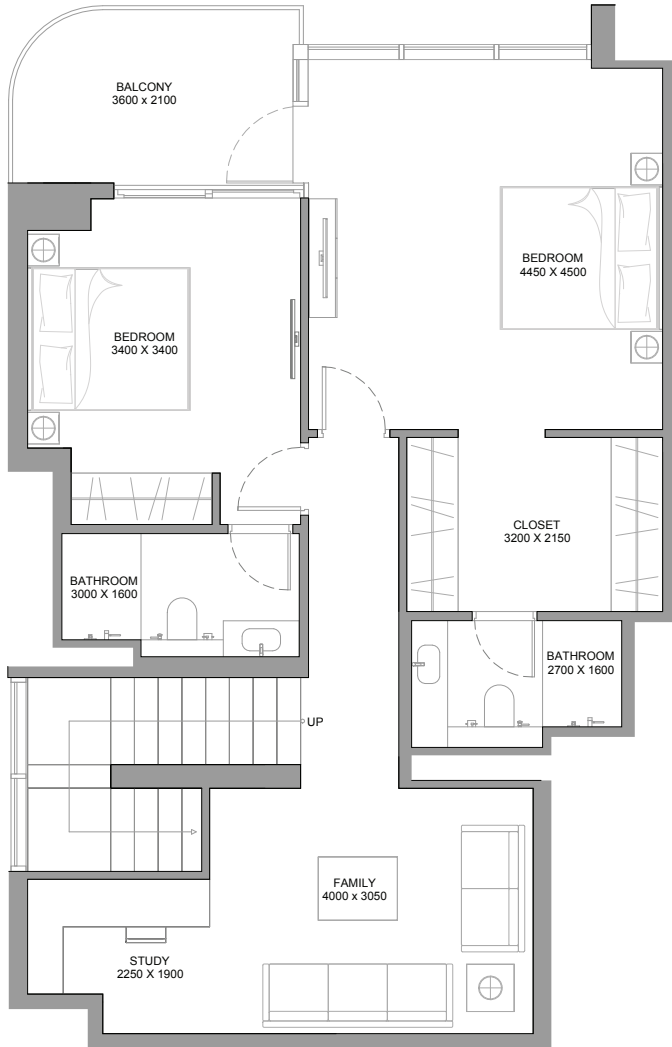 BALCONY
3600 x 2100
BEDROOM
4450 X 4500
BEDROOM
3400 X 3400
CLOSET
3200 X 2150
BATHROOM
3000 X 1600
BATHROOM
2700 X 1600
UP
FAMILY
4000 x 3050
STUDY
2250 X 1900